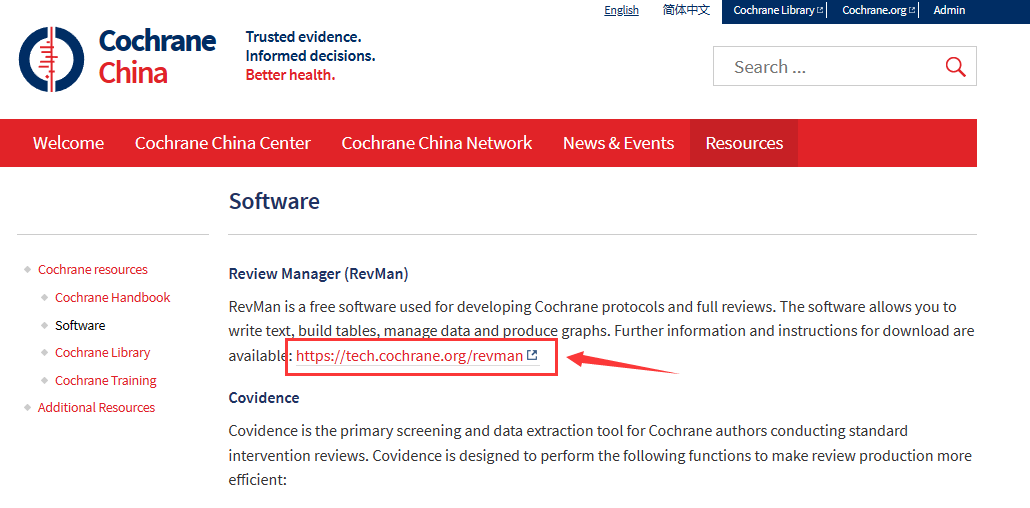 English 简体中文 Cochrane Library Cochrane.org Admin
Cochrane
China
Trusted evidence.
Informed decisions.
Better health.
Search ...
Welcome Cochrane China Center Cochrane China Network News & Events Resources
Software
Cochrane resources
Cochrane Handbook
Software
Cochrane Library
Cochrane Training
Additional Resources
Review Manager (RevMan)
RevMan is a free software used for developing Cochrane protocols and full reviews. The software allows you to
write text, build tables, manage data and produce graphs. Further information and instructions for download are
available: https://tech.cochrane.org/revman
Covidence
Covidence is the primary screening and data extraction tool for Cochrane authors conducting standard
intervention reviews. Covidence is designed to perform the following functions to make review production more
efficient: